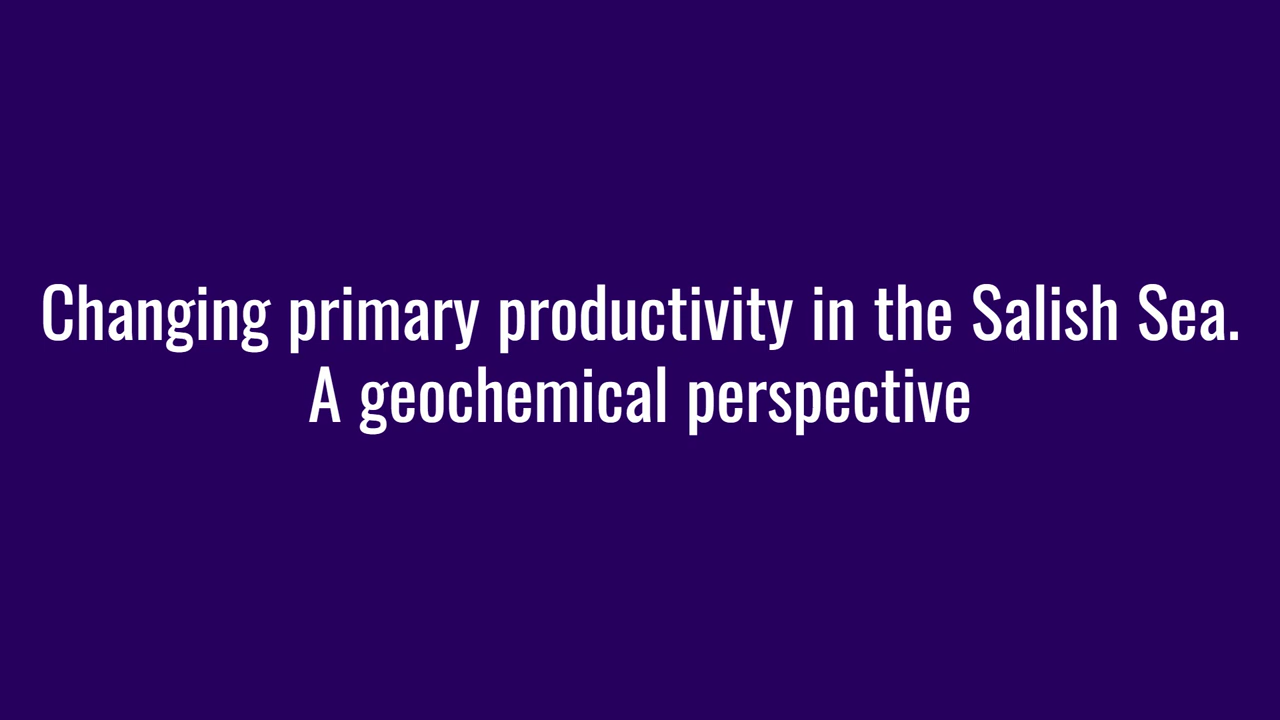 Changing primary productivity in the Salish Sea.
A geochemical perspective